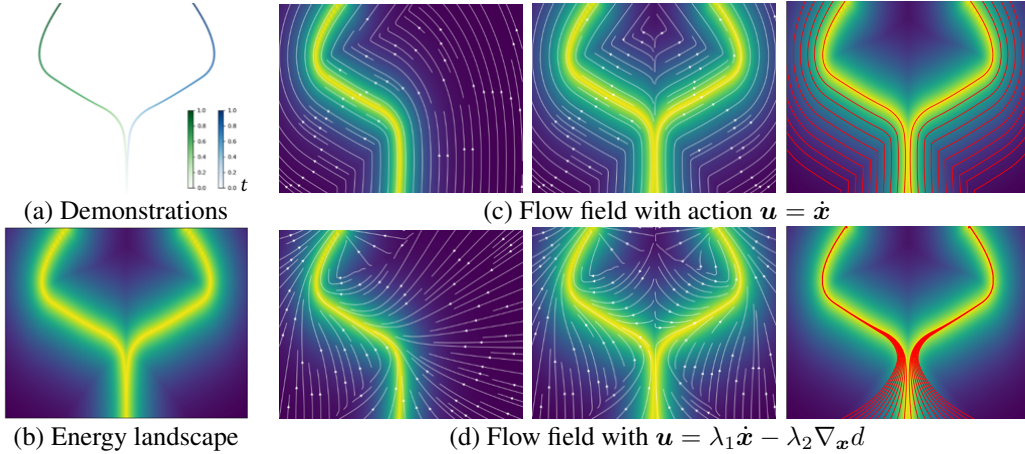 1.0 1.0
0.8 0.8
0.6 0.6
0.4 0.4
0.2 0.2
0.0 0.0
t
(a) Demonstrations
(c) Flow field with action u = ẋ
(b) Energy landscape
(d) Flow field with u = λ₁ẋ − λ₂∇ₓd